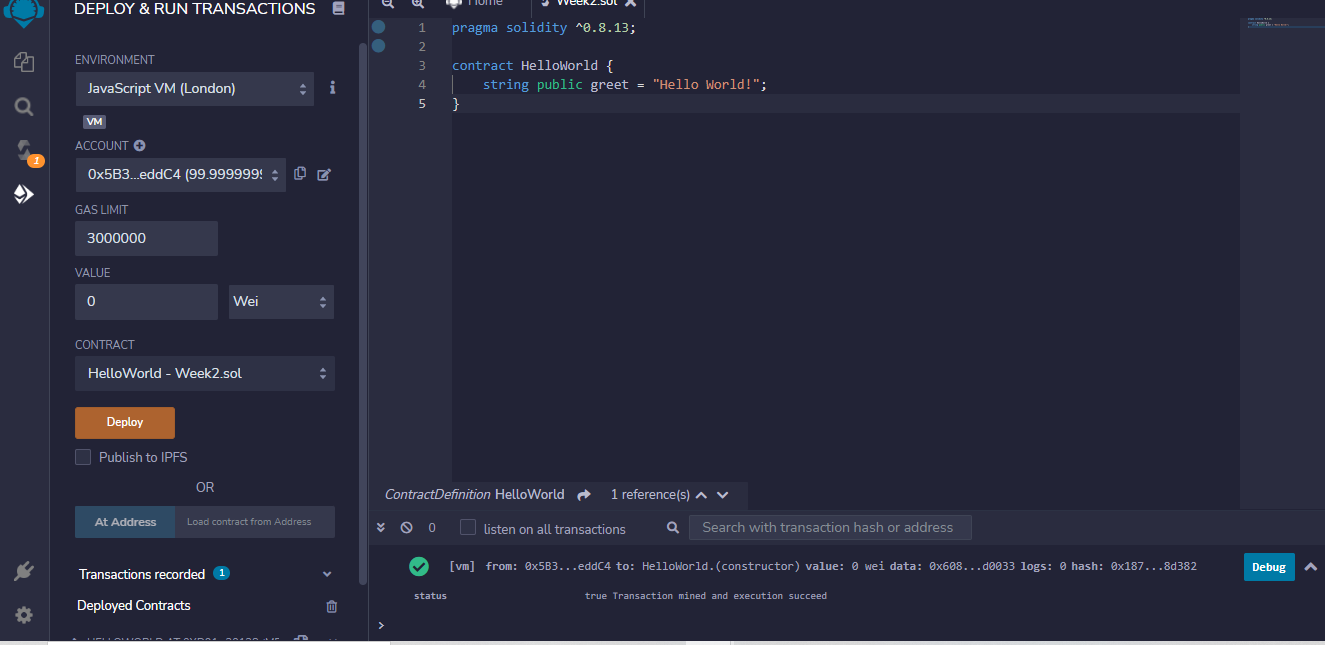 DEPLOY & RUN TRANSACTIONS
ENVIRONMENT
JavaScript VM (London)
VM
ACCOUNT
0x5B3...eddC4 (99.9999999
GAS LIMIT
3000000
VALUE
0
Wei
CONTRACT
HelloWorld - Week2.sol
Deploy
Publish to IPFS
OR
At Address
Load contract from Address
Transactions recorded 1
Deployed Contracts
1
Home
Week2.sol
1 pragma solidity ^0.8.13;
2
3 contract HelloWorld {
4 string public greet = "Hello World!";
5 }
ContractDefinition HelloWorld 1 reference(s)
0 listen on all transactions
Search with transaction hash or address
[vm] from: 0x5B3...eddC4 to: HelloWorld.(constructor) value: 0 wei data: 0x608...d0033 logs: 0 hash: 0x187...8d382
Debug
status true Transaction mined and execution succeed
>